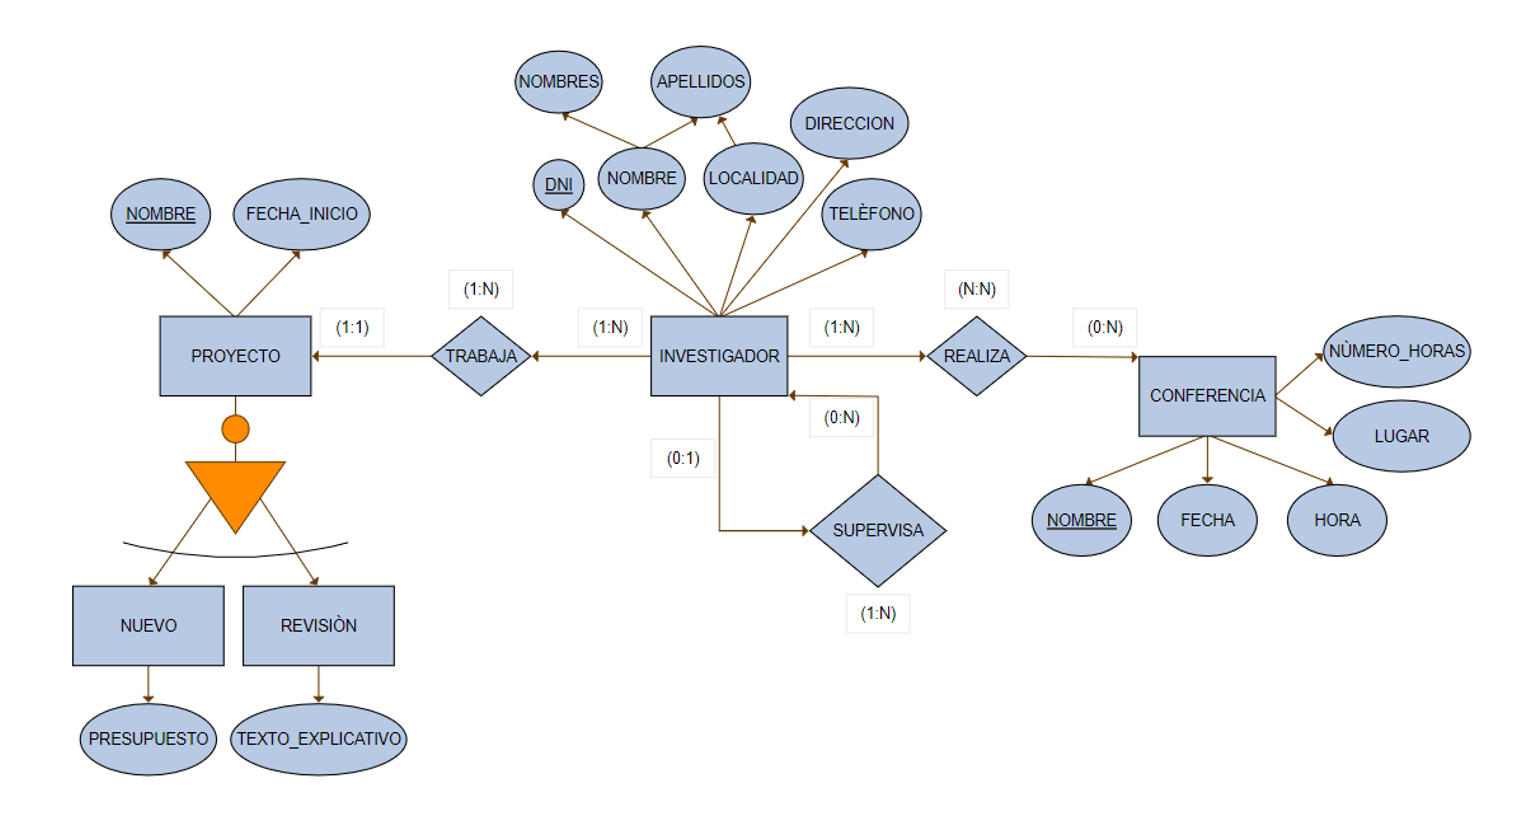 NOMBRES
APELLIDOS
DIRECCION
DNI
NOMBRE
LOCALIDAD
TELÈFONO
NOMBRE
FECHA_INICIO
(1:N)
(N:N)
(1:1)
(1:N)
(1:N)
(0:N)
PROYECTO
TRABAJA
INVESTIGADOR
REALIZA
NÙMERO_HORAS
CONFERENCIA
(0:N)
LUGAR
(0:1)
NOMBRE
FECHA
HORA
SUPERVISA
(1:N)
NUEVO
REVISIÒN
PRESUPUESTO
TEXTO_EXPLICATIVO